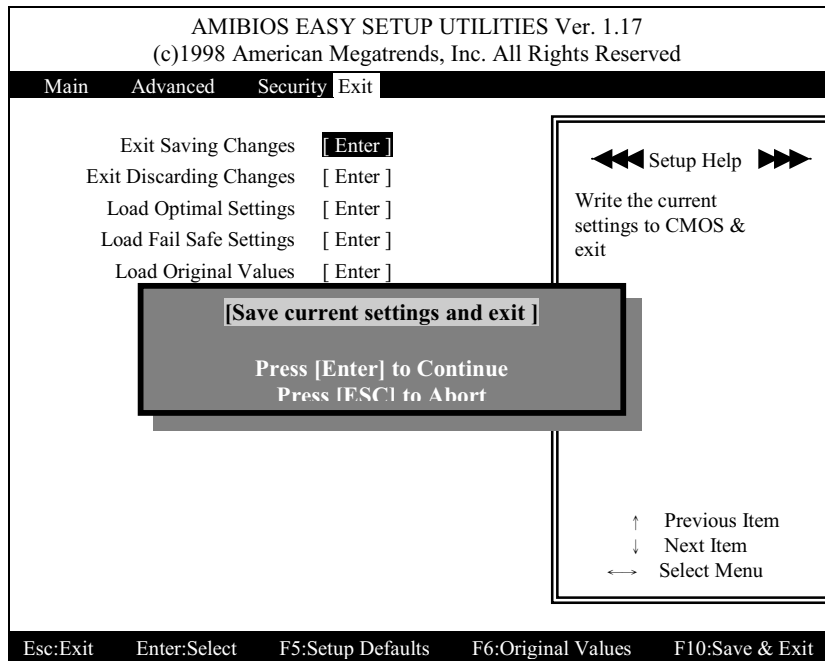 AMIBIOS EASY SETUP UTILITIES Ver. 1.17
(c)1998 American Megatrends, Inc. All Rights Reserved
Main Advanced Security Exit
Exit Saving Changes [ Enter ]
Exit Discarding Changes [ Enter ]
Load Optimal Settings [ Enter ]
Load Fail Safe Settings [ Enter ]
Load Original Values [ Enter ]
Setup Help
Write the current
settings to CMOS &
exit
[Save current settings and exit ]
Press [Enter] to Continue
Press [ESC] to Abort
↑ Previous Item
↓ Next Item
←→ Select Menu
Esc:Exit Enter:Select F5:Setup Defaults F6:Original Values F10:Save & Exit